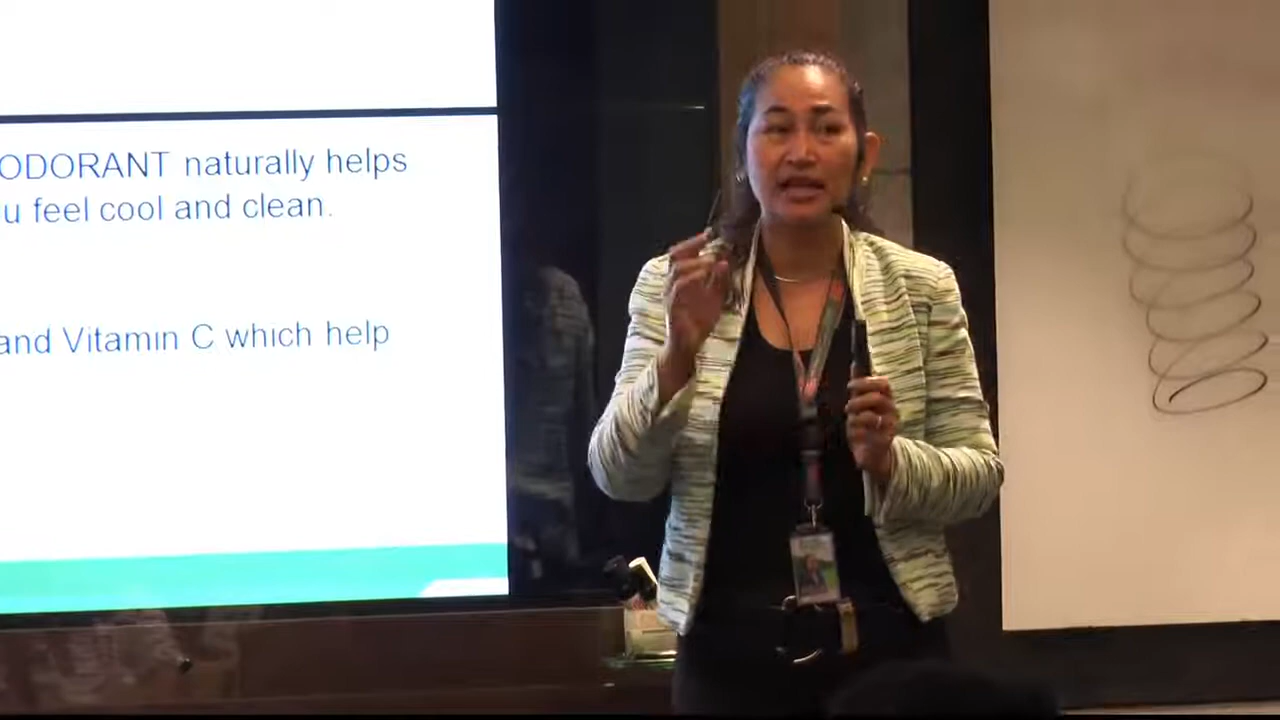 ODORANT naturally helps
u feel cool and clean.
and Vitamin C which help